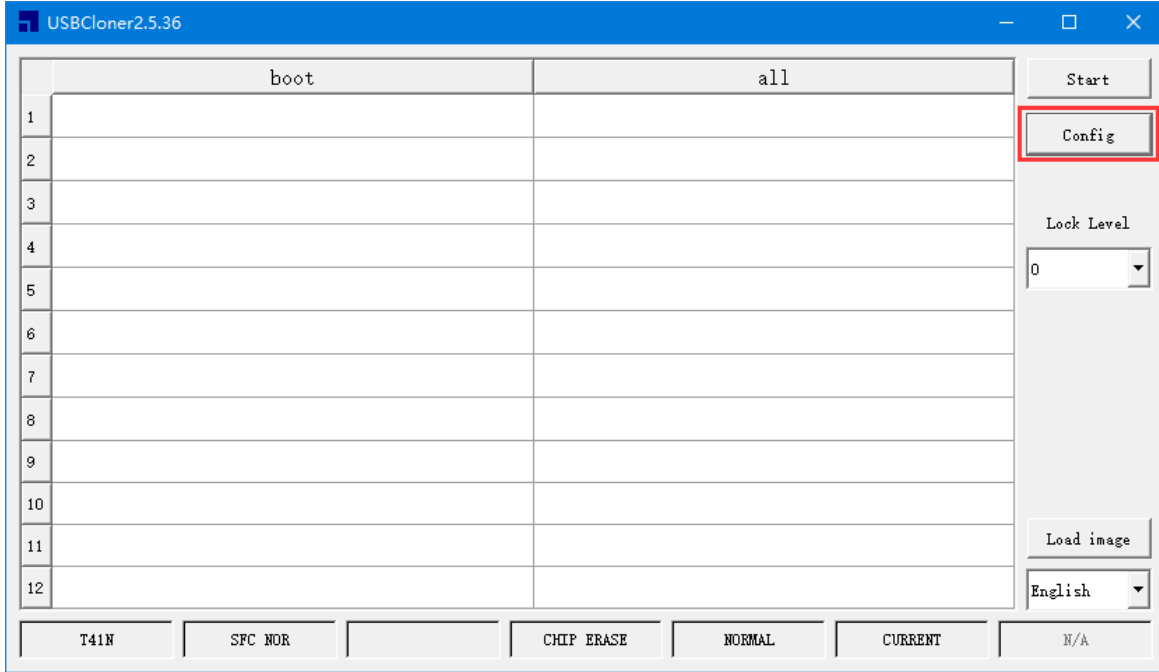 USBCloner2.5.36
boot all
Start
1
Config
2
3
Lock Level
4
0
5
6
7
8
9
10
11
Load image
12
English
T41N SFC NOR CHIP ERASE NORMAL CURRENT N/A